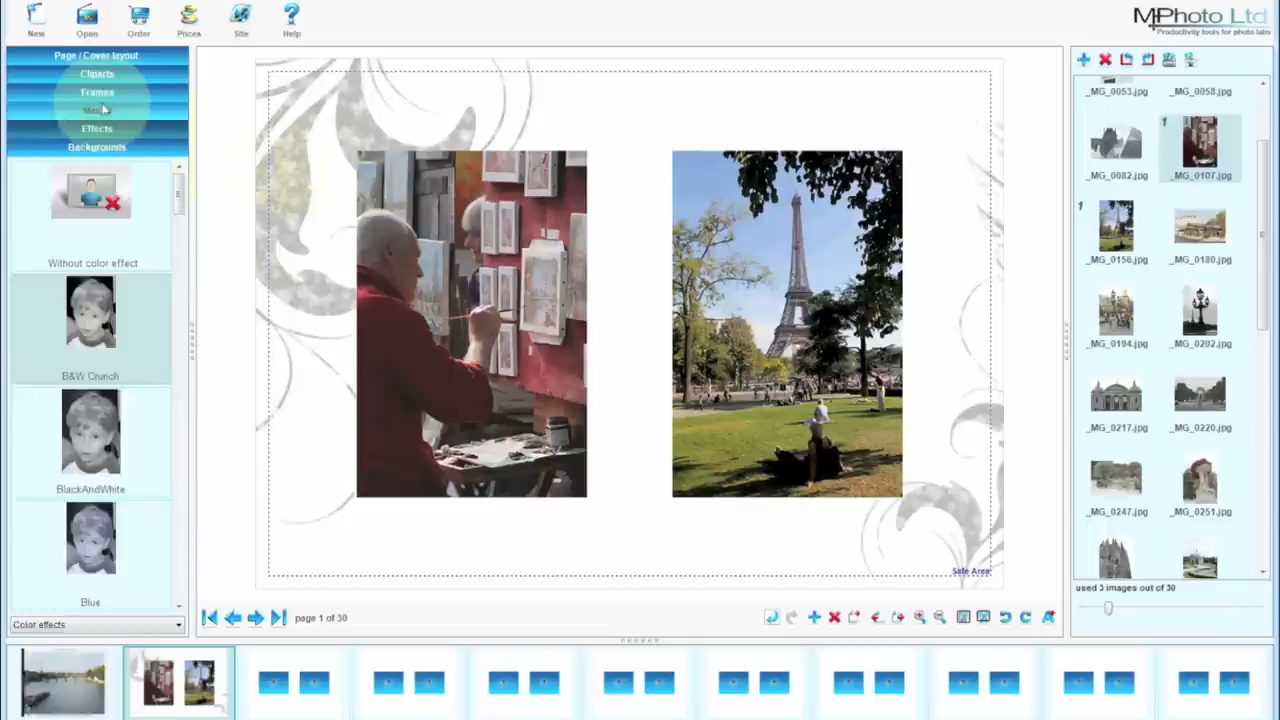 New
Open
Order
Prices
Site
Help
MPhoto Ltd
Productivity tools for photo labs
Page / Cover layout
Cliparts
Frames
Effects
Backgrounds
Without color effect
B&W Crunch
BlackAndWhite
Blue
Color effects
Safe Area
page 1 of 30
_MG_0053.jpg
_MG_0058.jpg
1
_MG_0082.jpg
_MG_0107.jpg
1
_MG_0156.jpg
_MG_0180.jpg
_MG_0194.jpg
_MG_0202.jpg
_MG_0217.jpg
_MG_0220.jpg
_MG_0247.jpg
_MG_0251.jpg
used 3 images out of 30